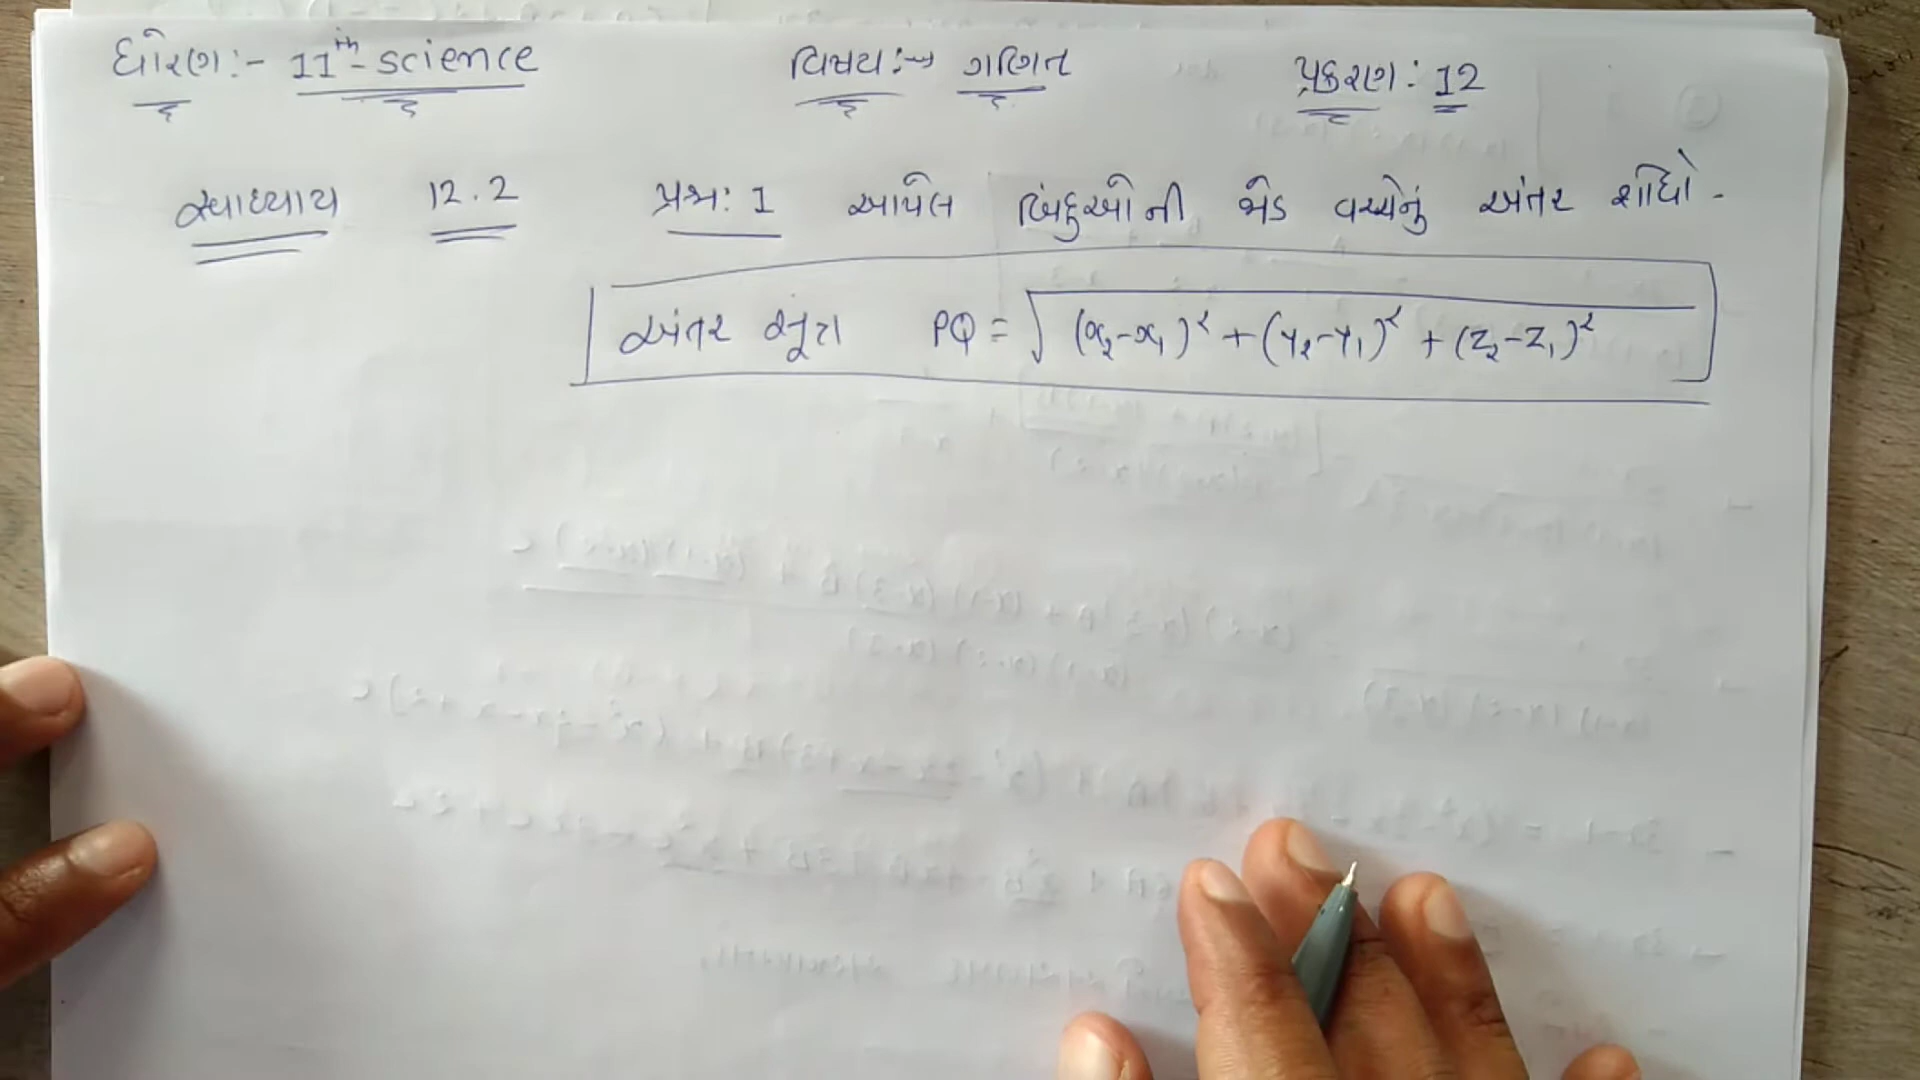 ધોરણ:- 11th - science વિષય:→ ગણિત પ્રકરણ: 12
સ્વાધ્યાય 12.2 પ્રશ્ન: 1 આપેલ બિંદુઓની જોડ વચ્ચેનું અંતર શોધો.
અંતર સૂત્ર PQ = √(x₂-x₁)² + (y₂-y₁)² + (z₂-z₁)²